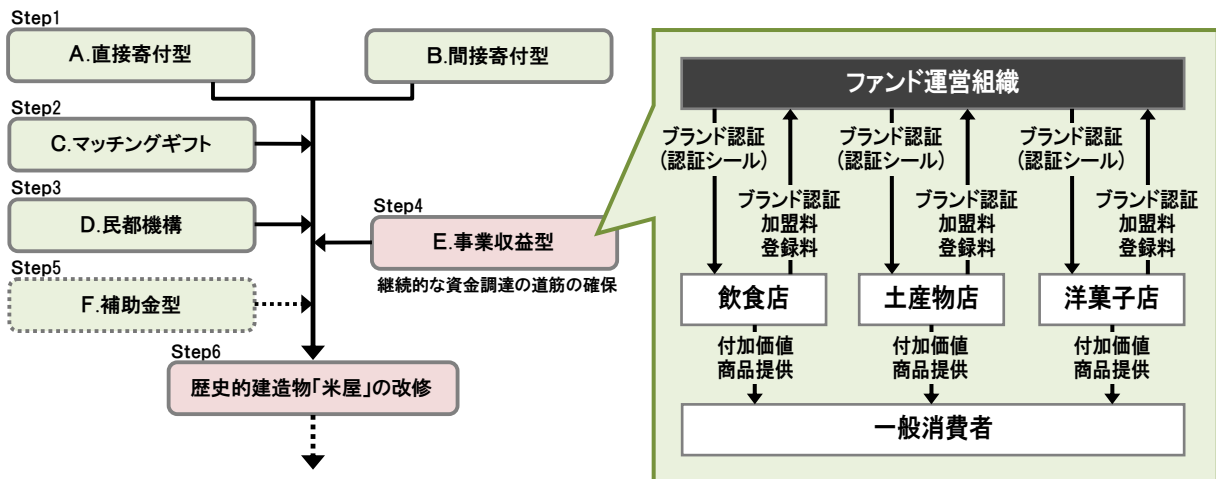 Step1
A.直接寄付型
B.間接寄付型
Step2
C.マッチングギフト
Step3
D.民都機構
Step4
E.事業収益型
継続的な資金調達の道筋の確保
Step5
F.補助金型
Step6
歴史的建造物「米屋」の改修
ファンド運営組織
ブランド認証
(認証シール)
ブランド認証
加盟料
登録料
ブランド認証
(認証シール)
ブランド認証
加盟料
登録料
ブランド認証
(認証シール)
ブランド認証
加盟料
登録料
飲食店
土産物店
洋菓子店
付加価値
商品提供
付加価値
商品提供
付加価値
商品提供
一般消費者